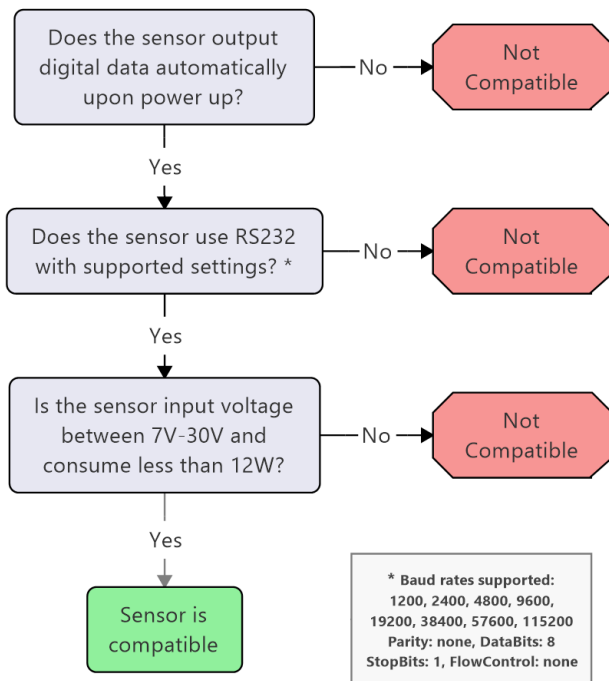 Does the sensor output
digital data automatically
upon power up?
No
Not
Compatible
Yes
Does the sensor use RS232
with supported settings? *
No
Not
Compatible
Yes
Is the sensor input voltage
between 7V-30V and
consume less than 12W?
No
Not
Compatible
Yes
Sensor is
compatible
* Baud rates supported:
1200, 2400, 4800, 9600,
19200, 38400, 57600, 115200
Parity: none, DataBits: 8
StopBits: 1, FlowControl: none